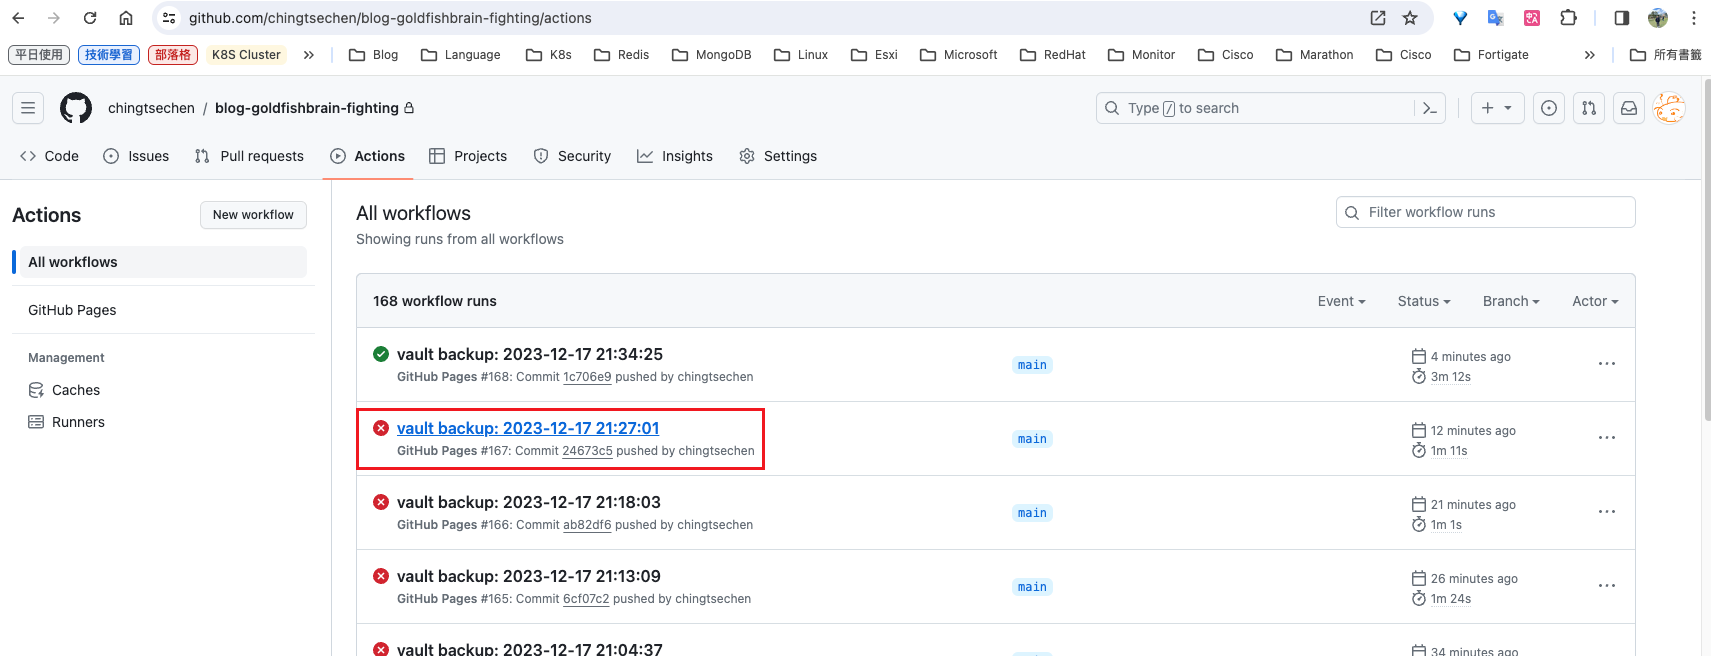 github.com/chingtsechen/blog-goldfishbrain-fighting/actions
平日使用 技術學習 部落格 K8S Cluster » Blog Language K8s Redis MongoDB Linux Esxi Microsoft RedHat Monitor Cisco Marathon Cisco Fortigate » 所有書籤
chingtsechen / blog-goldfishbrain-fighting
Type / to search
Code Issues Pull requests Actions Projects Security Insights Settings
Actions
New workflow
All workflows
GitHub Pages
Management
Caches
Runners
All workflows
Showing runs from all workflows
Filter workflow runs
168 workflow runs
Event Status Branch Actor
vault backup: 2023-12-17 21:34:25
GitHub Pages #168: Commit 1c706e9 pushed by chingtsechen
main
4 minutes ago
3m 12s
vault backup: 2023-12-17 21:27:01
GitHub Pages #167: Commit 24673c5 pushed by chingtsechen
main
12 minutes ago
1m 11s
vault backup: 2023-12-17 21:18:03
GitHub Pages #166: Commit ab82df6 pushed by chingtsechen
main
21 minutes ago
1m 1s
vault backup: 2023-12-17 21:13:09
GitHub Pages #165: Commit 6cf07c2 pushed by chingtsechen
main
26 minutes ago
1m 24s
vault backup: 2023-12-17 21:04:37
34 minutes ago